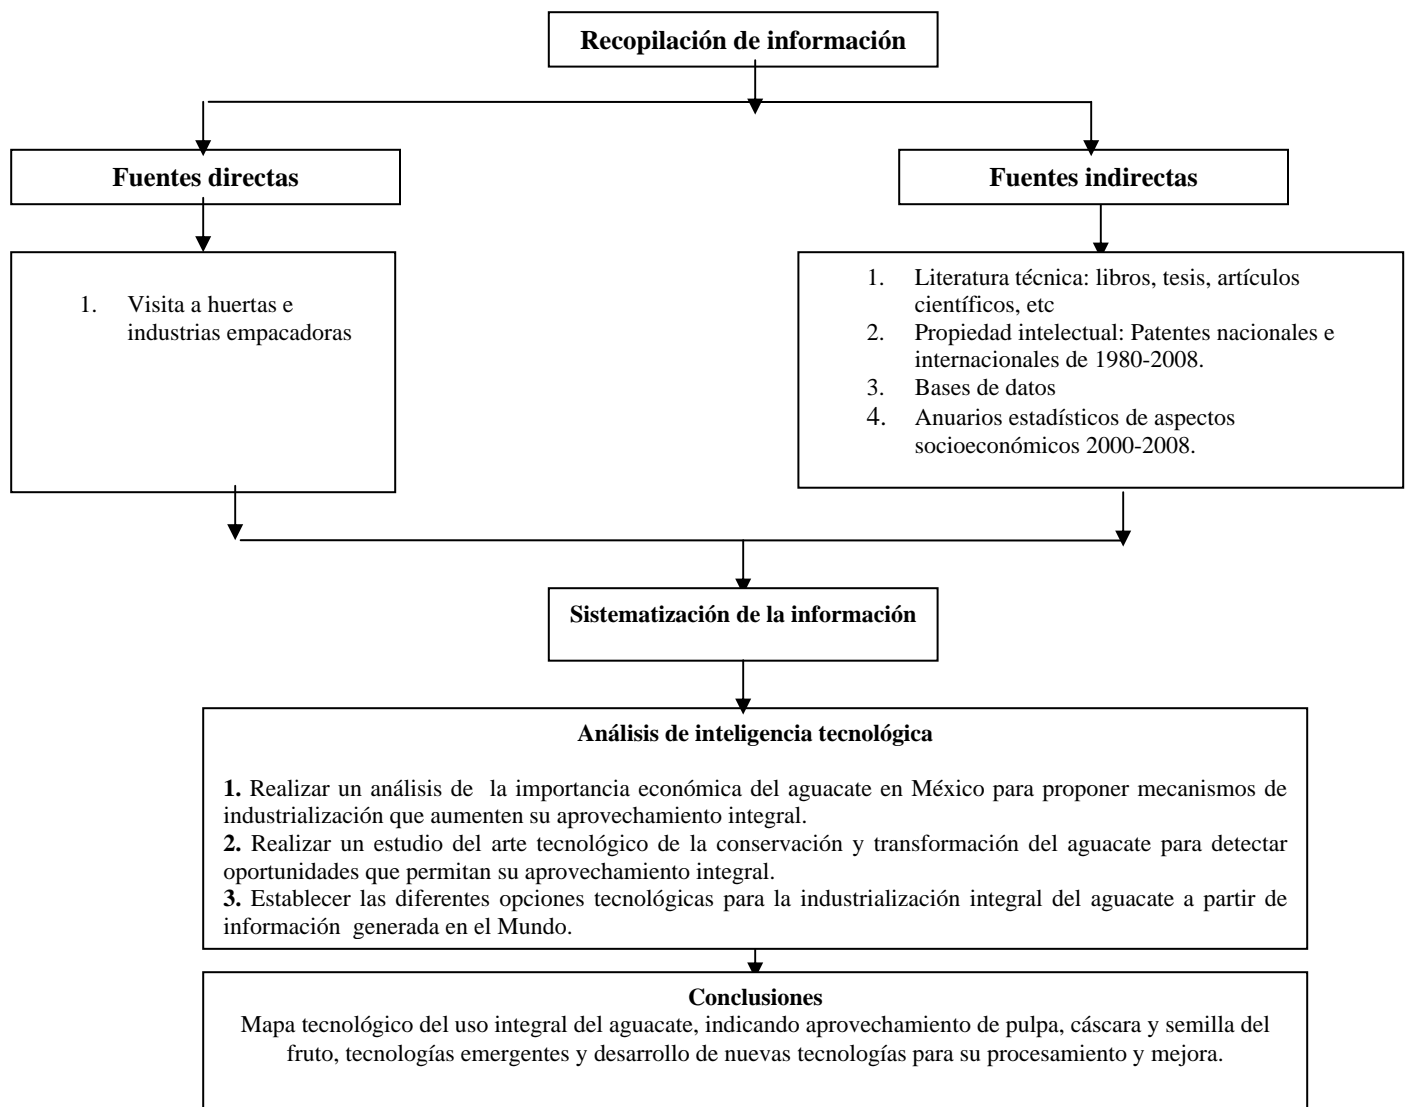 Recopilación de información
Fuentes directas
Fuentes indirectas
1. Visita a huertas e
industrias empacadoras
1. Literatura técnica: libros, tesis, artículos
científicos, etc
2. Propiedad intelectual: Patentes nacionales e
internacionales de 1980-2008.
3. Bases de datos
4. Anuarios estadísticos de aspectos
socioeconómicos 2000-2008.
Sistematización de la información
Análisis de inteligencia tecnológica
1. Realizar un análisis de la importancia económica del aguacate en México para proponer mecanismos de
industrialización que aumenten su aprovechamiento integral.
2. Realizar un estudio del arte tecnológico de la conservación y transformación del aguacate para detectar
oportunidades que permitan su aprovechamiento integral.
3. Establecer las diferentes opciones tecnológicas para la industrialización integral del aguacate a partir de
información generada en el Mundo.
Conclusiones
Mapa tecnológico del uso integral del aguacate, indicando aprovechamiento de pulpa, cáscara y semilla del
fruto, tecnologías emergentes y desarrollo de nuevas tecnologías para su procesamiento y mejora.